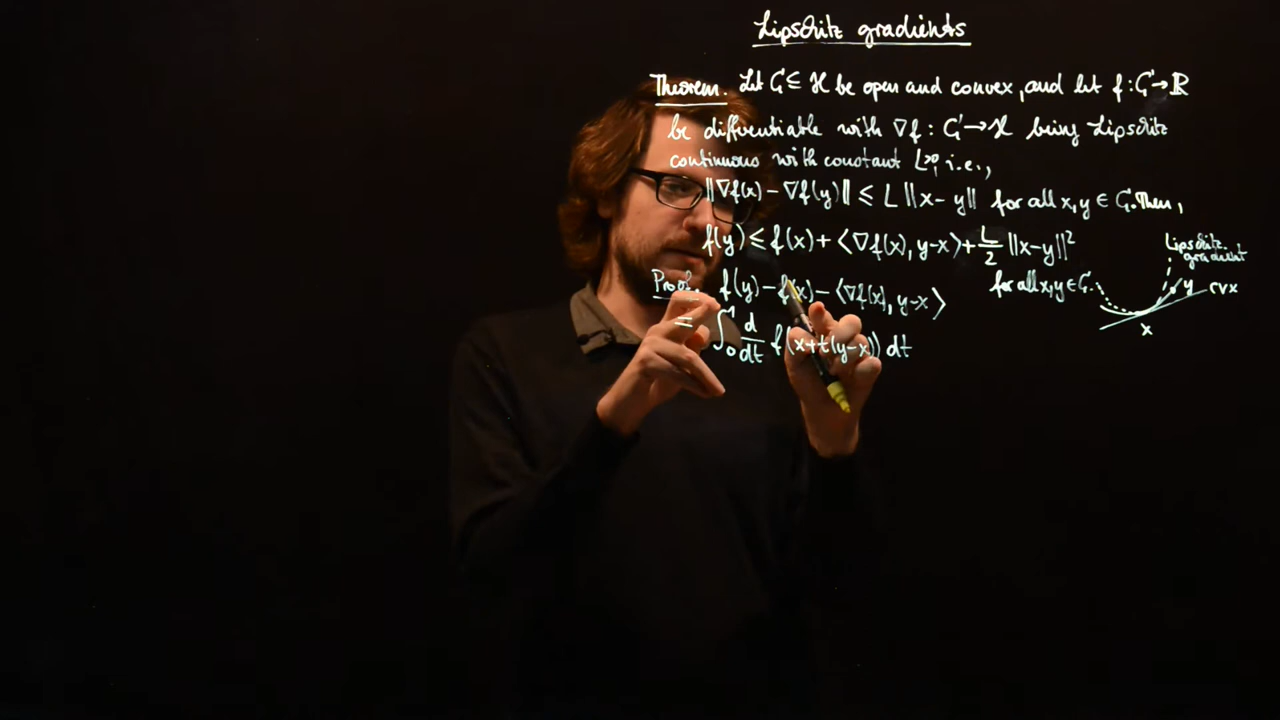 Lipschitz gradients
Theorem. Let G ⊆ ℋ be open and convex, and let f : G → ℝ
be differentiable with ∇f : G → ℋ being Lipschitz
continuous with constant L>0, i.e.,
||∇f(x) − ∇f(y)|| ≤ L ||x − y|| for all x, y ∈ G. Then,
f(y) ≤ f(x) + ⟨∇f(x), y−x⟩ + L/2 ||x−y||²
for all x, y ∈ G.
Lipschitz
gradient
y
cvx
x
Proof. f(y) − f(x) − ⟨∇f(x), y−x⟩
= ∫₀¹ d/dt f(x+t(y−x)) dt